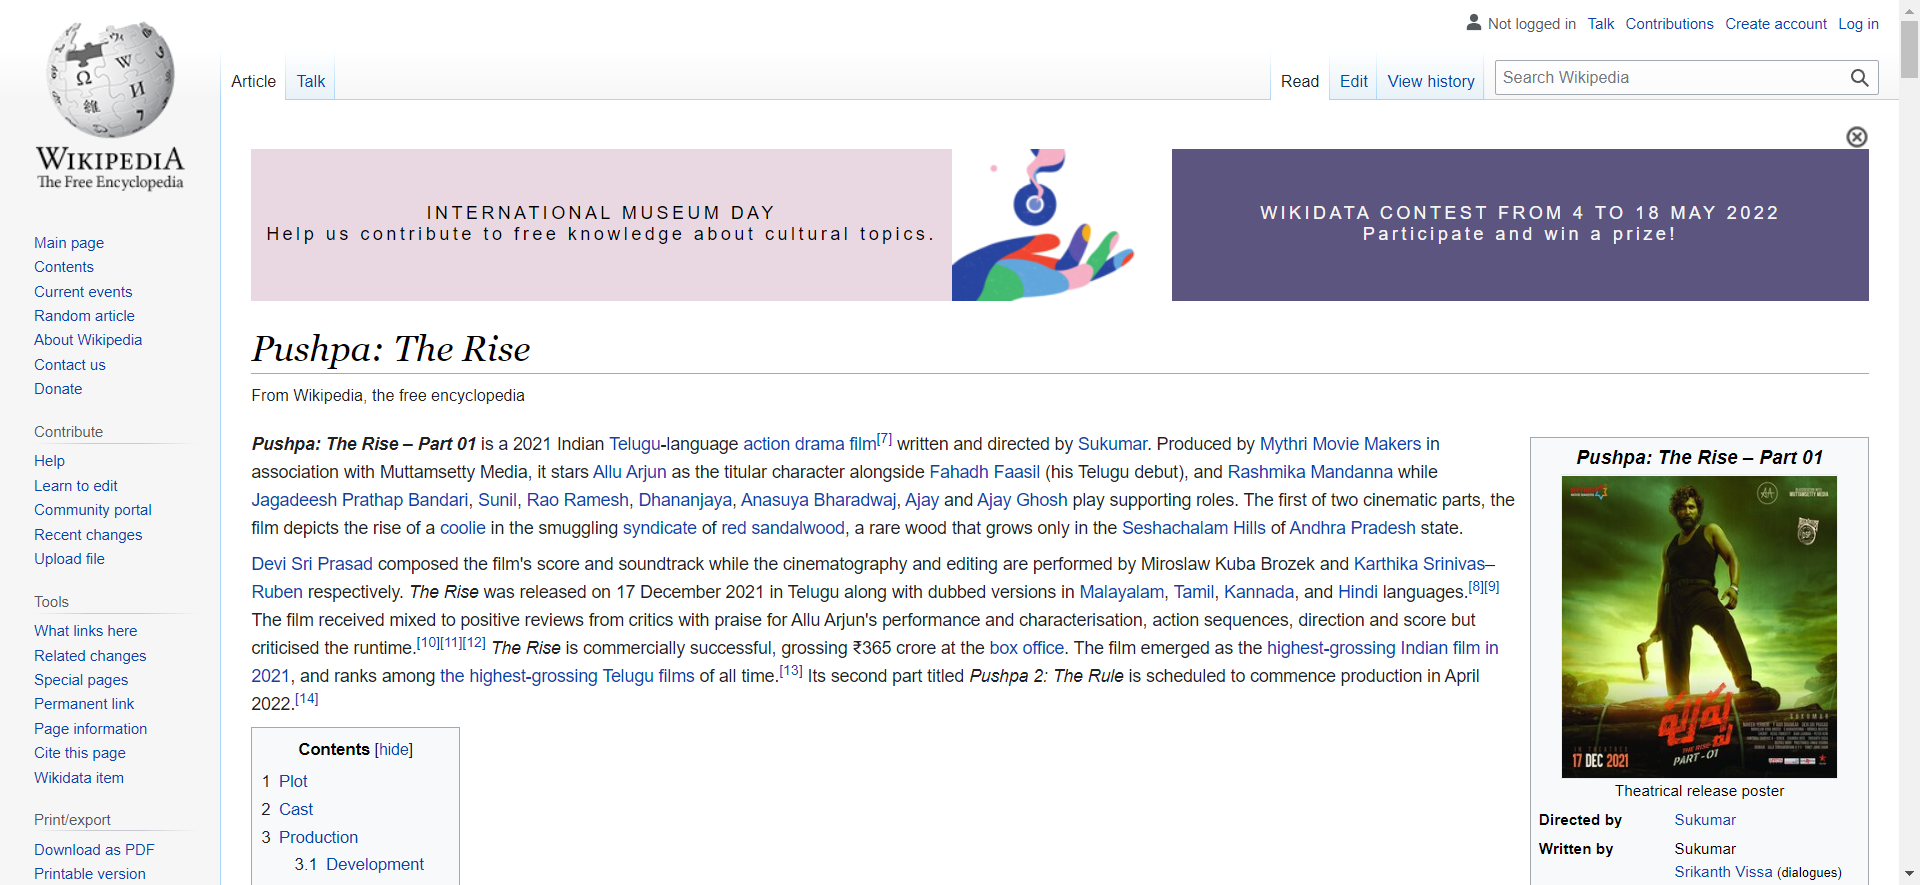 Not logged in Talk Contributions Create account Log in
Article Talk Read Edit View history Search Wikipedia
WIKIPEDIA
The Free Encyclopedia
Main page
Contents
Current events
Random article
About Wikipedia
Contact us
Donate
Contribute
Help
Learn to edit
Community portal
Recent changes
Upload file
Tools
What links here
Related changes
Special pages
Permanent link
Page information
Cite this page
Wikidata item
Print/export
Download as PDF
Printable version
INTERNATIONAL MUSEUM DAY
Help us contribute to free knowledge about cultural topics.
WIKIDATA CONTEST FROM 4 TO 18 MAY 2022
Participate and win a prize!
Pushpa: The Rise
From Wikipedia, the free encyclopedia
Pushpa: The Rise – Part 01 is a 2021 Indian Telugu-language action drama film[7] written and directed by Sukumar. Produced by Mythri Movie Makers in
association with Muttamsetty Media, it stars Allu Arjun as the titular character alongside Fahadh Faasil (his Telugu debut), and Rashmika Mandanna while
Jagadeesh Prathap Bandari, Sunil, Rao Ramesh, Dhananjaya, Anasuya Bharadwaj, Ajay and Ajay Ghosh play supporting roles. The first of two cinematic parts, the
film depicts the rise of a coolie in the smuggling syndicate of red sandalwood, a rare wood that grows only in the Seshachalam Hills of Andhra Pradesh state.
Devi Sri Prasad composed the film's score and soundtrack while the cinematography and editing are performed by Miroslaw Kuba Brozek and Karthika Srinivas–
Ruben respectively. The Rise was released on 17 December 2021 in Telugu along with dubbed versions in Malayalam, Tamil, Kannada, and Hindi languages.[8][9]
The film received mixed to positive reviews from critics with praise for Allu Arjun's performance and characterisation, action sequences, direction and score but
criticised the runtime.[10][11][12] The Rise is commercially successful, grossing ₹365 crore at the box office. The film emerged as the highest-grossing Indian film in
2021, and ranks among the highest-grossing Telugu films of all time.[13] Its second part titled Pushpa 2: The Rule is scheduled to commence production in April
2022.[14]
Contents [hide]
1 Plot
2 Cast
3 Production
3.1 Development
Pushpa: The Rise – Part 01
MUTTAMSETTY MEDIA
DSP
SUKUMAR
పుష్ప
THE RISE
PART-01
IN THEATRES
17 DEC 2021
Theatrical release poster
Directed by Sukumar
Written by Sukumar
Srikanth Vissa (dialogues)